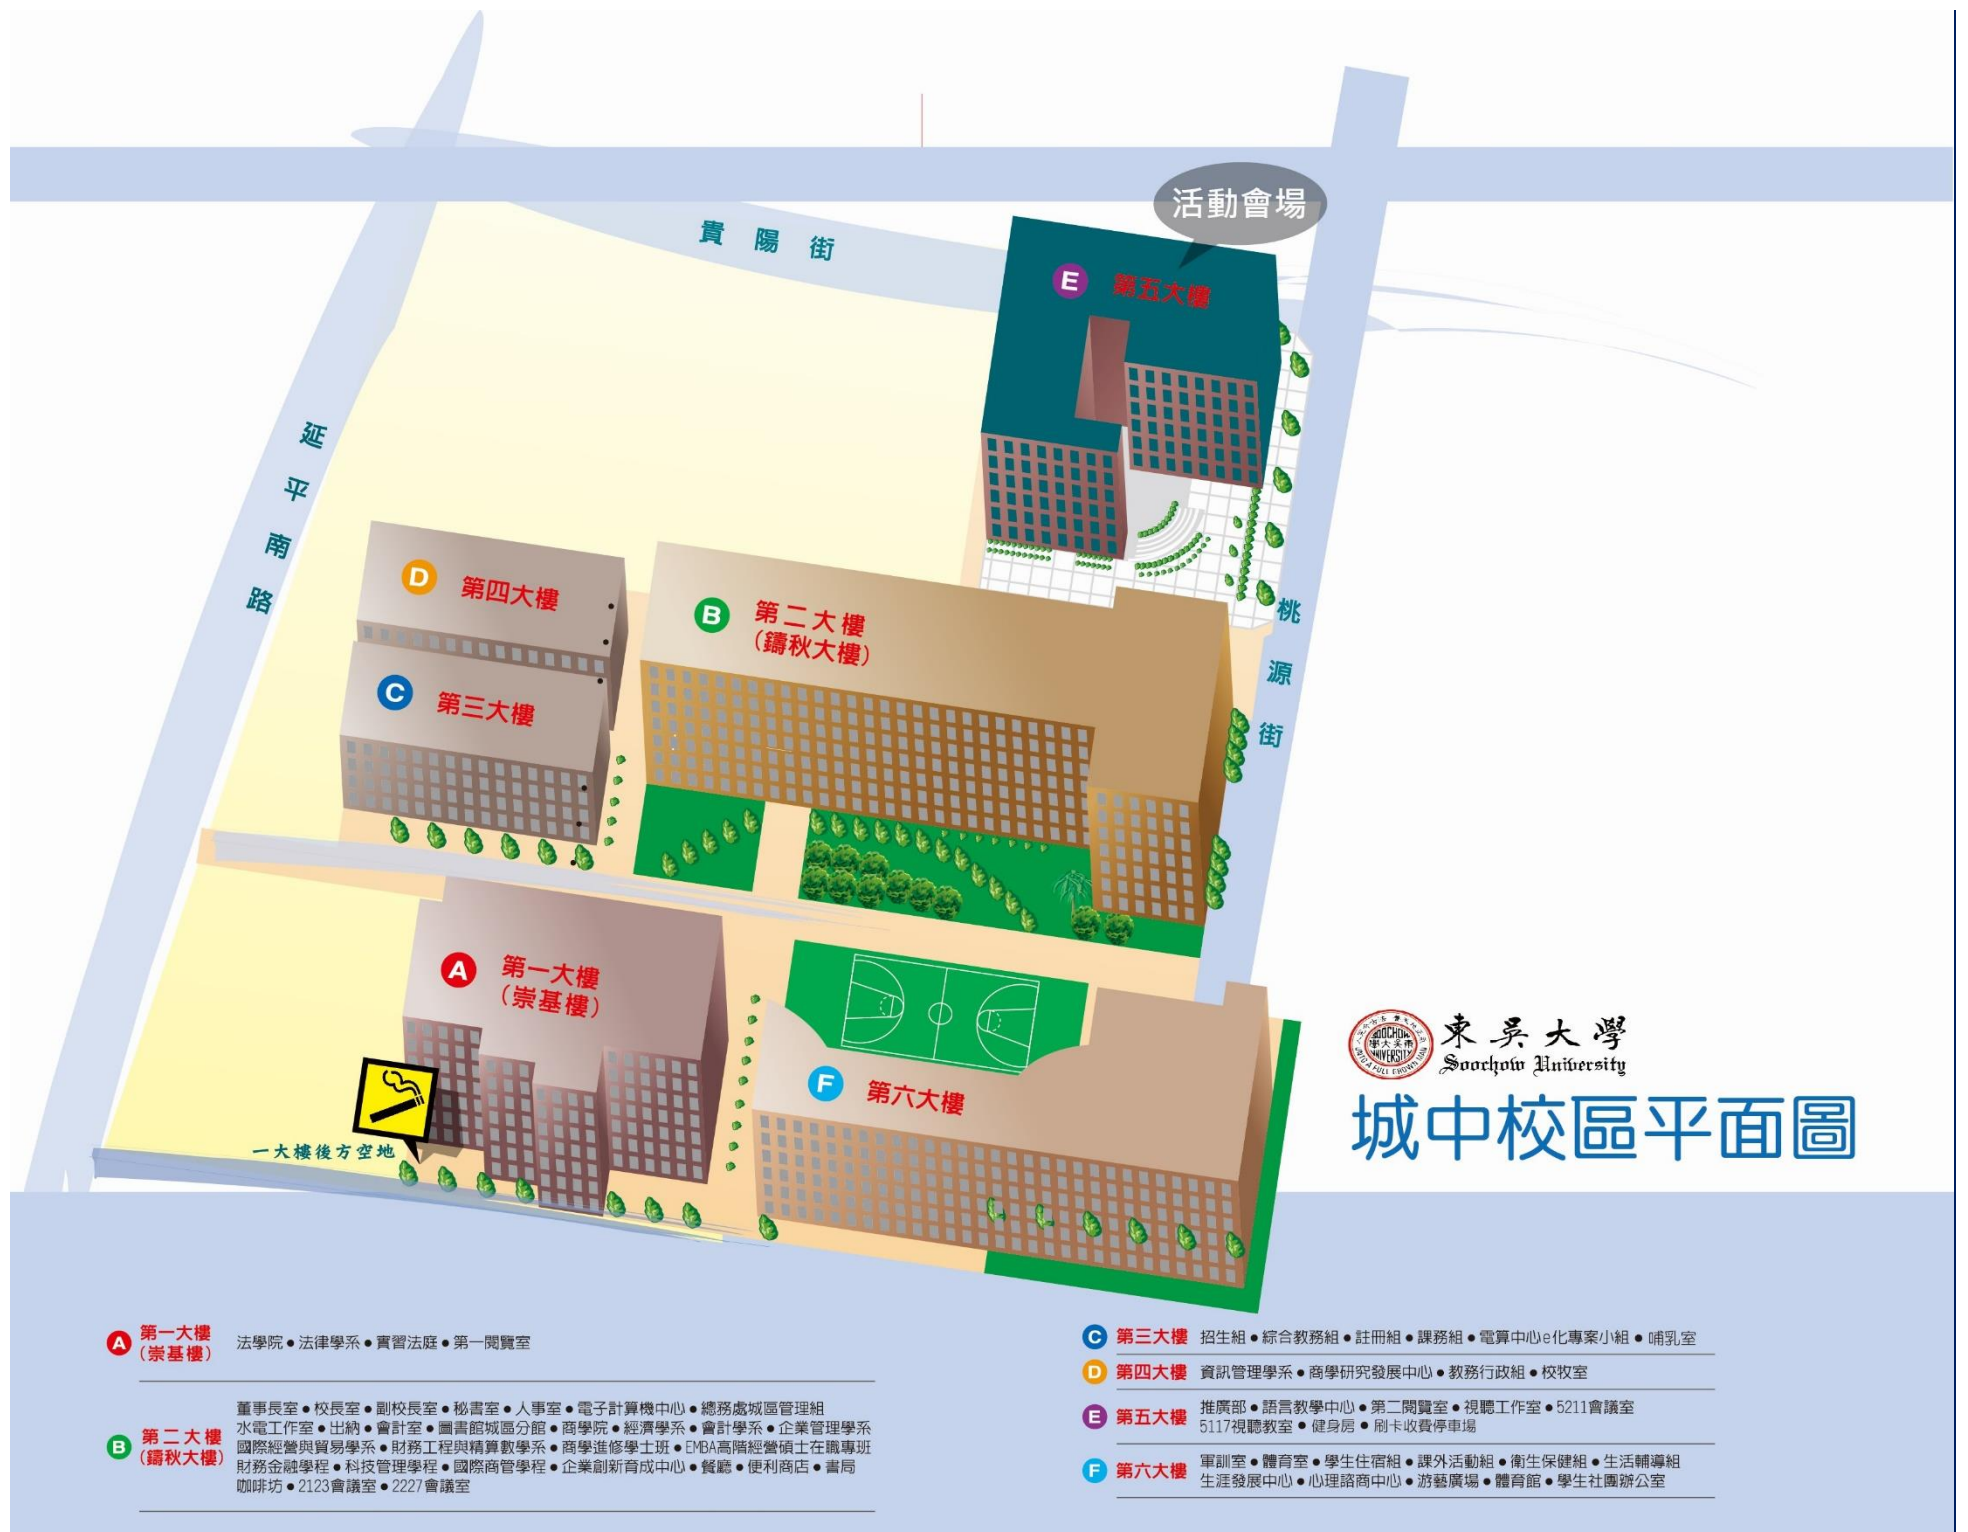 活動會場
貴陽街
E 第五大樓
延平南路
D 第四大樓
B 第二大樓
(鑄秋大樓)
桃源街
C 第三大樓
A 第一大樓
(崇基樓)
F 第六大樓
一大樓後方空地
東吳大學
Soochow University
城中校區平面圖
A 第一大樓
(崇基樓)
法學院●法律學系●實習法庭●第一閱覽室
B 第二大樓
(鑄秋大樓)
董事長室●校長室●副校長室●秘書室●人事室●電子計算機中心●總務處城區管理組
水電工作室●出納●會計室●圖書館城區分館●商學院●經濟學系●會計學系●企業管理學系
國際經營與貿易學系●財務工程與精算數學系●商學進修學士班●EMBA高階經營碩士在職專班
財務金融學程●科技管理學程●國際商管學程●企業創新育成中心●餐廳●便利商店●書局
咖啡坊●2123會議室●2227會議室
C 第三大樓 招生組●綜合教務組●註冊組●課務組●電算中心e化專案小組●哺乳室
D 第四大樓 資訊管理學系●商學研究發展中心●教務行政組●校牧室
E 第五大樓 推廣部●語言教學中心●第二閱覽室●視聽工作室●5211會議室
5117視聽教室●健身房●刷卡收費停車場
F 第六大樓 軍訓室●體育室●學生住宿組●課外活動組●衛生保健組●生活輔導組
生涯發展中心●心理諮商中心●游藝廣場●體育館●學生社團辦公室